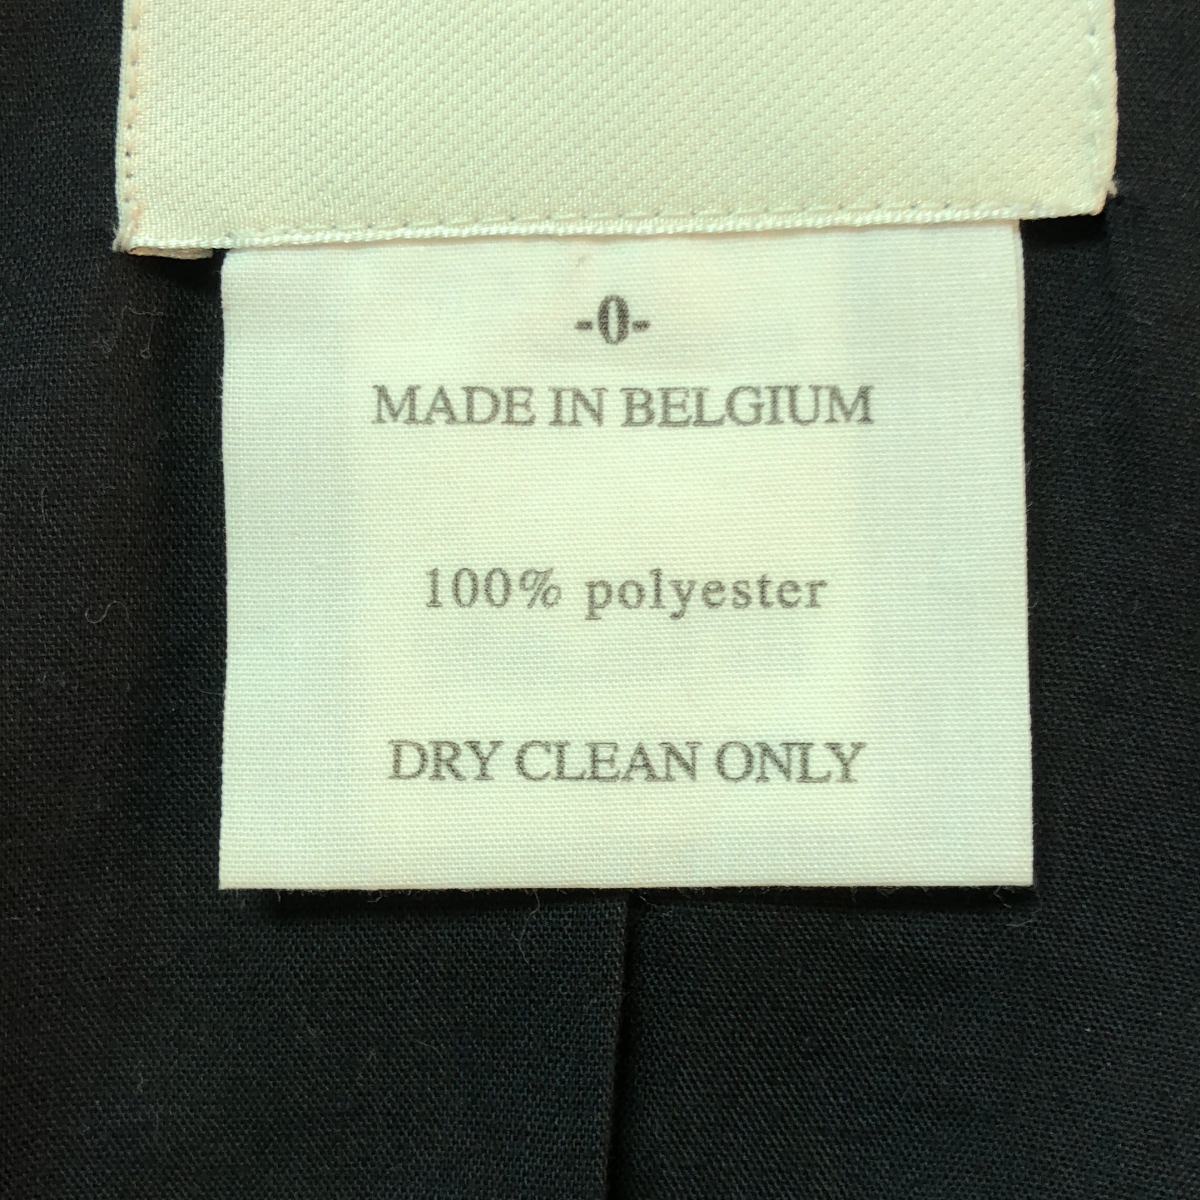 -0-
MADE IN BELGIUM
100% polyester
DRY CLEAN ONLY